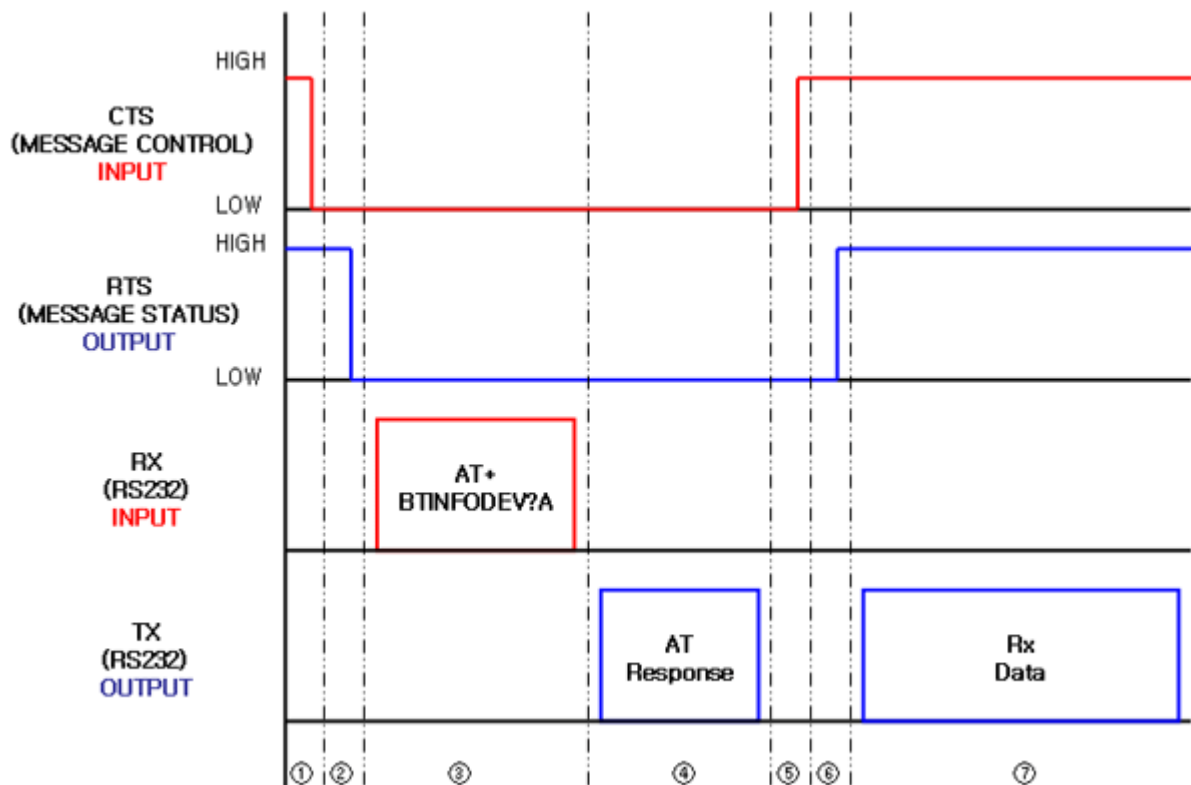 HIGH
CTS
(MESSAGE CONTROL)
INPUT
LOW
HIGH
RTS
(MESSAGE STATUS)
OUTPUT
LOW
RX
(RS232)
INPUT
AT+
BTINFODEV?A
TX
(RS232)
OUTPUT
AT
Response
Rx
Data
① ② ③ ④ ⑤ ⑥ ⑦